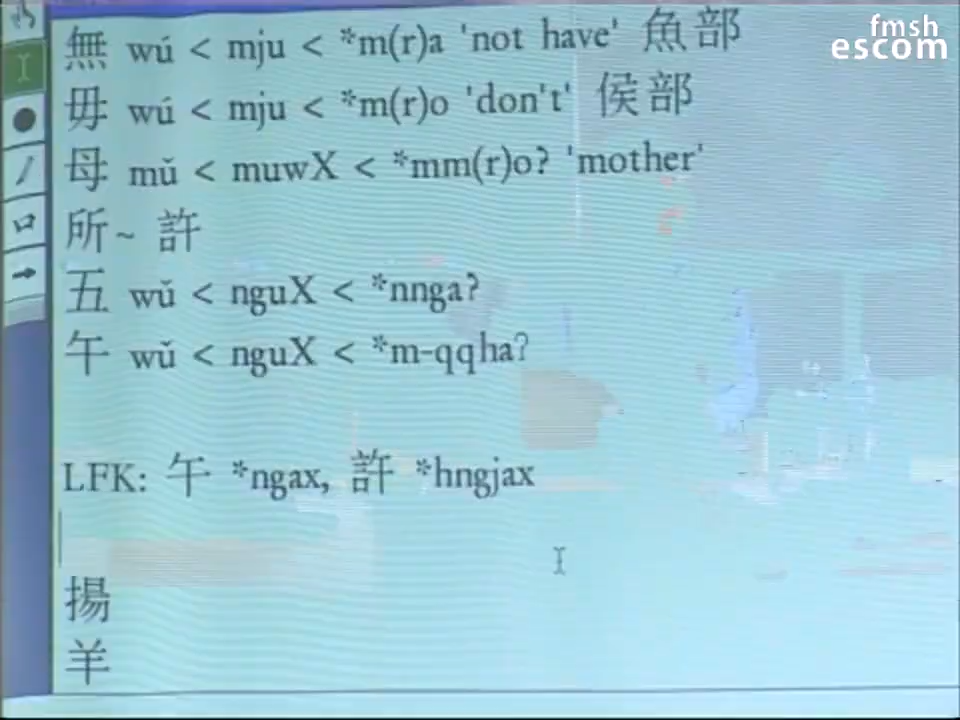 fmsh
escom
無 wú < mju < *m(r)a 'not have' 魚部
毋 wú < mju < *m(r)o 'don't' 侯部
母 mǔ < muwX < *mm(r)o? 'mother'
所 ~ 許
五 wǔ < nguX < *nnga?
午 wǔ < nguX < *m-qqha?
LFK: 午 *ngax, 許 *hngjax
揚
羊